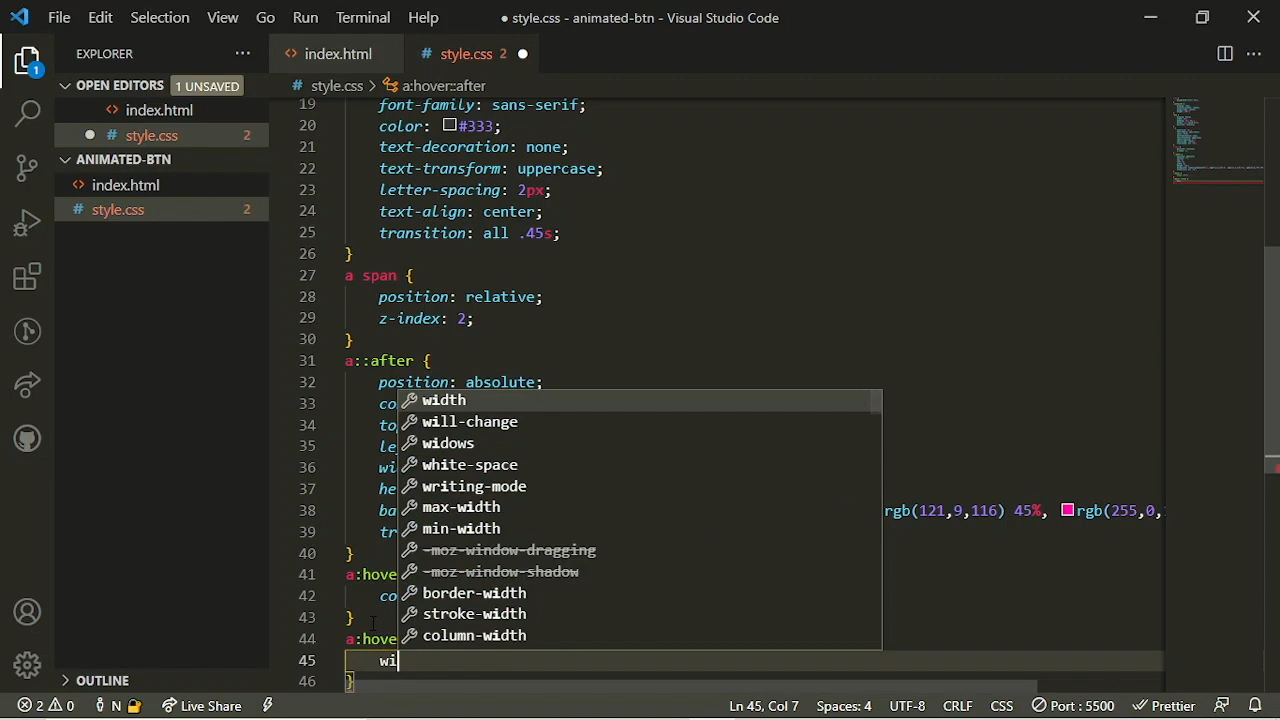 File Edit Selection View Go Run Terminal Help
● style.css - animated-btn - Visual Studio Code
EXPLORER
index.html
style.css 2
OPEN EDITORS 1 UNSAVED
index.html
style.css 2
ANIMATED-BTN
index.html
style.css 2
OUTLINE
1
style.css > a:hover::after
19 font-family: sans-serif;
20 color: #333;
21 text-decoration: none;
22 text-transform: uppercase;
23 letter-spacing: 2px;
24 text-align: center;
25 transition: all .45s;
26 }
27 a span {
28 position: relative;
29 z-index: 2;
30 }
31 a::after {
32 position: absolute;
33 co
34 to
35 le
36 wi
37 he
38 ba rgb(121,9,116) 45%, rgb(255,0,
39 tr
40 }
41 a:hove
42 co
43 }
44 a:hove
45 wi
46 }
width
will-change
widows
white-space
writing-mode
max-width
min-width
-moz-window-dragging
-moz-window-shadow
border-width
stroke-width
column-width
2 0 N Live Share Ln 45, Col 7 Spaces: 4 UTF-8 CRLF CSS Port : 5500 Prettier